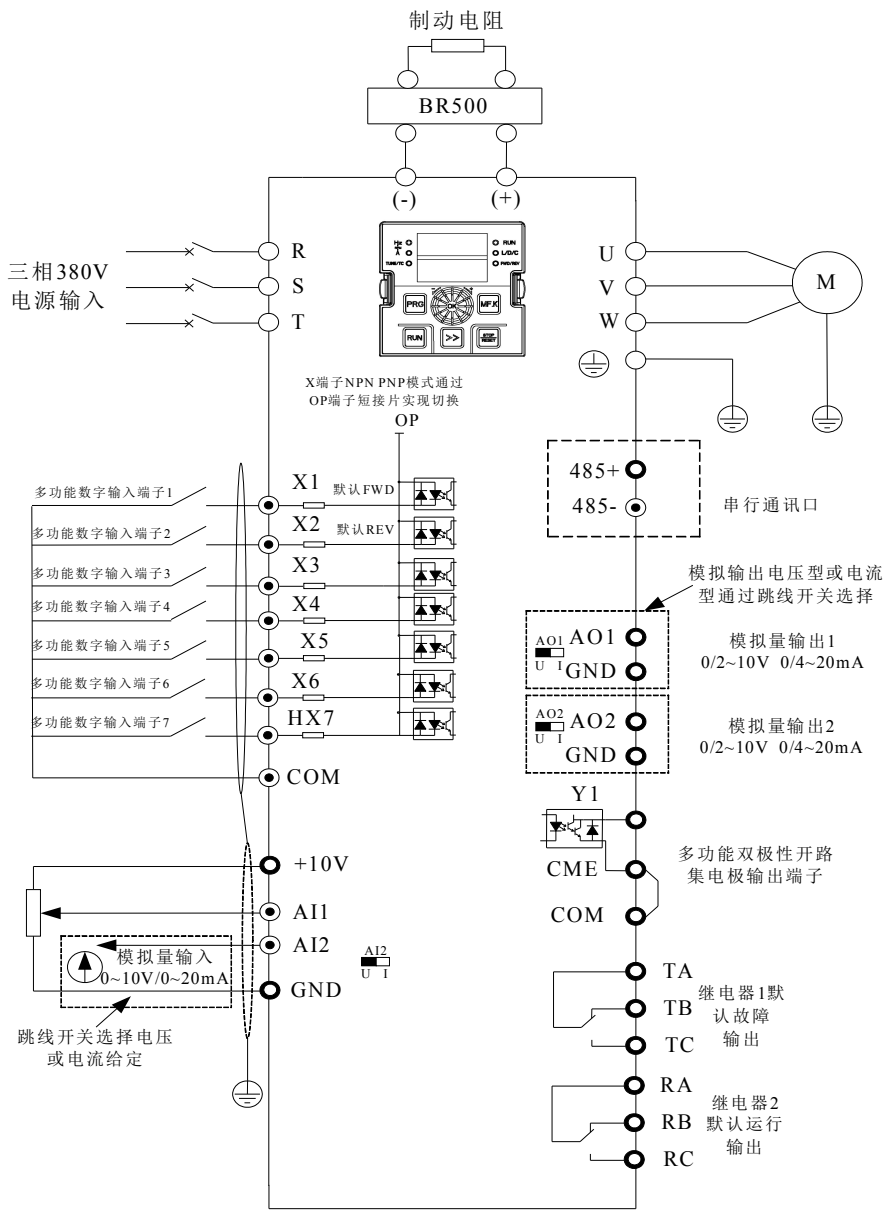 制动电阻
BR500
(-)
(+)
三相380V
电源输入
R
S
T
Hz
A
TUNE/TC
RUN
L/D/C
FWD/REV
PRG
OK
MF.K
RUN
>>
STOP
RESET
U
V
W
M
X端子NPN PNP模式通过
OP端子短接片实现切换
OP
多功能数字输入端子1
X1
默认FWD
多功能数字输入端子2
X2
默认REV
多功能数字输入端子3
X3
多功能数字输入端子4
X4
多功能数字输入端子5
X5
多功能数字输入端子6
X6
多功能数字输入端子7
HX7
COM
485+
485-
串行通讯口
模拟输出电压型或电流
型通过跳线开关选择
AO1
U I
AO1
GND
模拟量输出1
0/2~10V 0/4~20mA
AO2
U I
AO2
GND
模拟量输出2
0/2~10V 0/4~20mA
Y1
CME
COM
多功能双极性开路
集电极输出端子
+10V
AI1
AI2
GND
AI2
U I
模拟量输入
0~10V/0~20mA
跳线开关选择电压
或电流给定
TA
TB
TC
继电器1默
认故障
输出
RA
RB
RC
继电器2
默认运行
输出